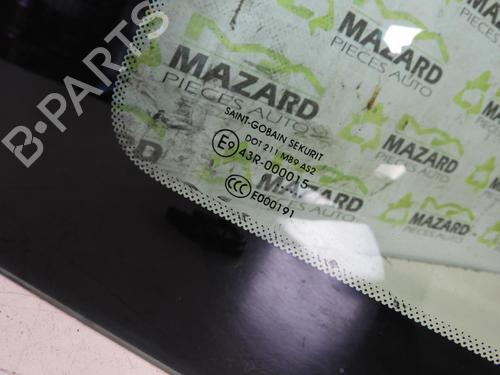 B-PARTS
MAZARD
PIECES AUTO
MAZARD
PIECES AUTO
MAZARD
PIECES AUTO
MAZARD
PIECES AUTO
SAINT-GOBAIN SEKURIT
DOT 211 M89 AS2
E9 43R-000015
CCC E000191